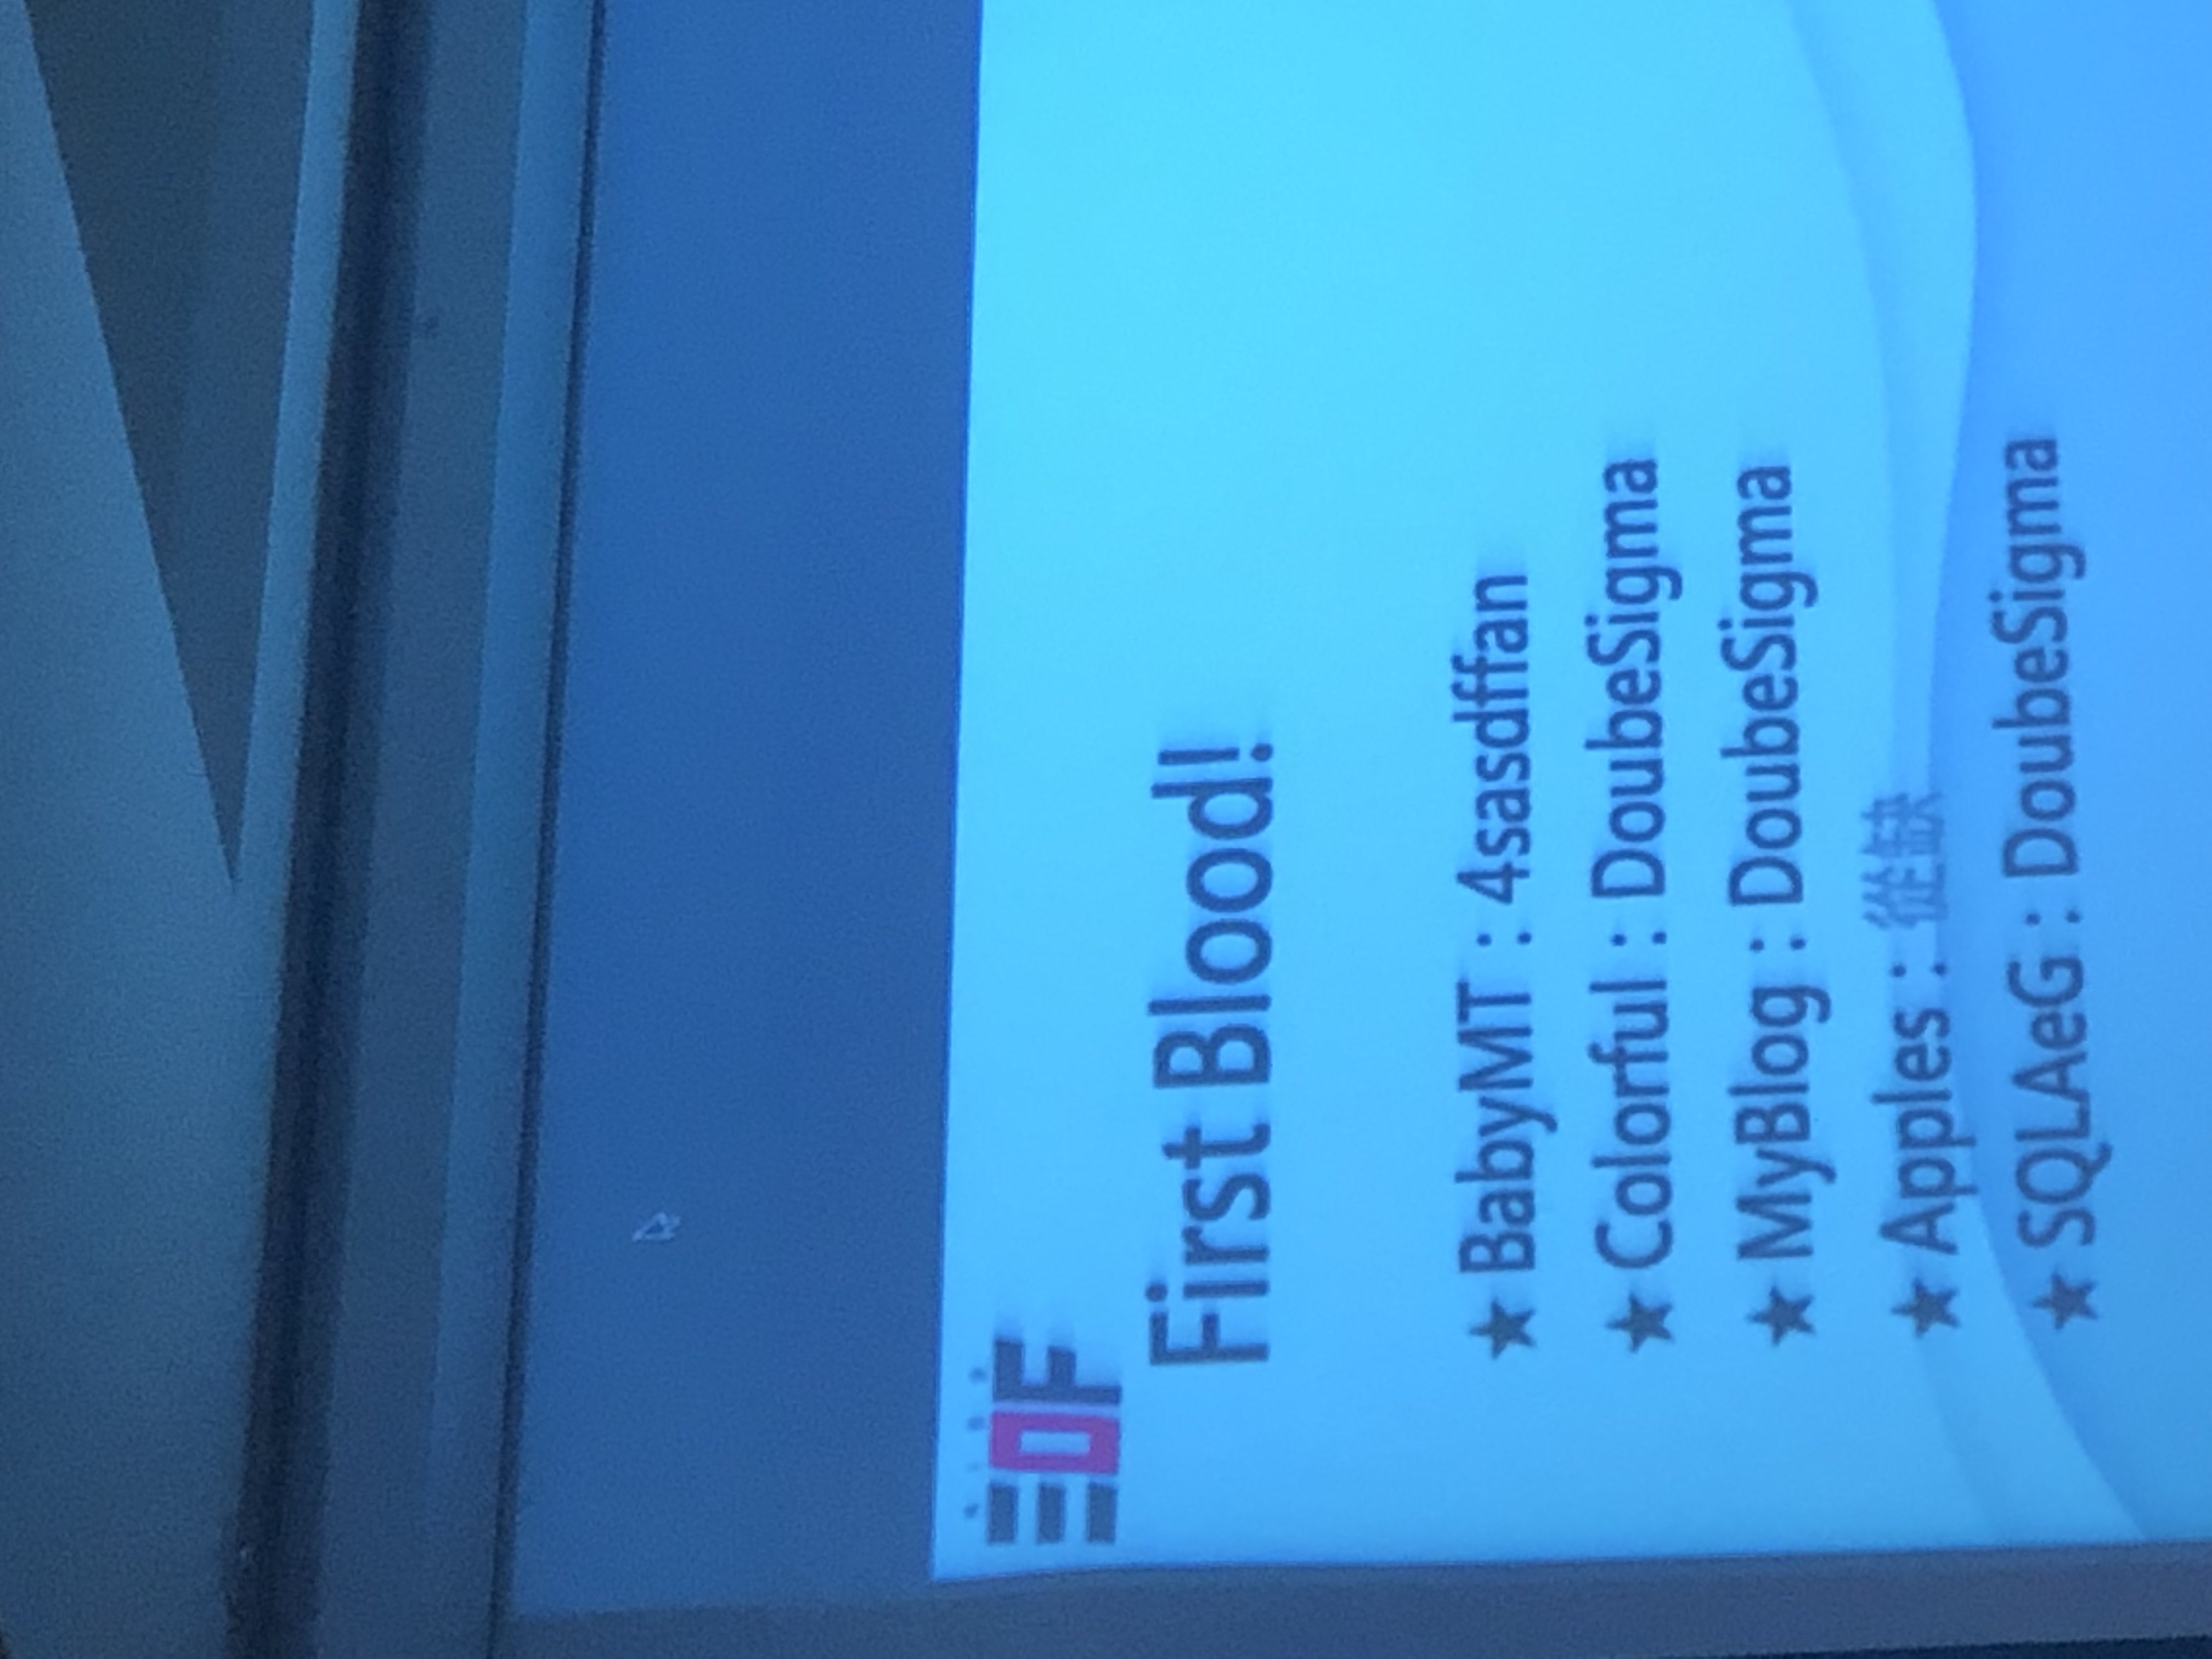 EOF
First Blood!
★ BabyMT : 4sasdffan
★ Colorful : DoubeSigma
★ MyBlog : DoubeSigma
★ Apples : 從缺
★ SQLAeG : DoubeSigma